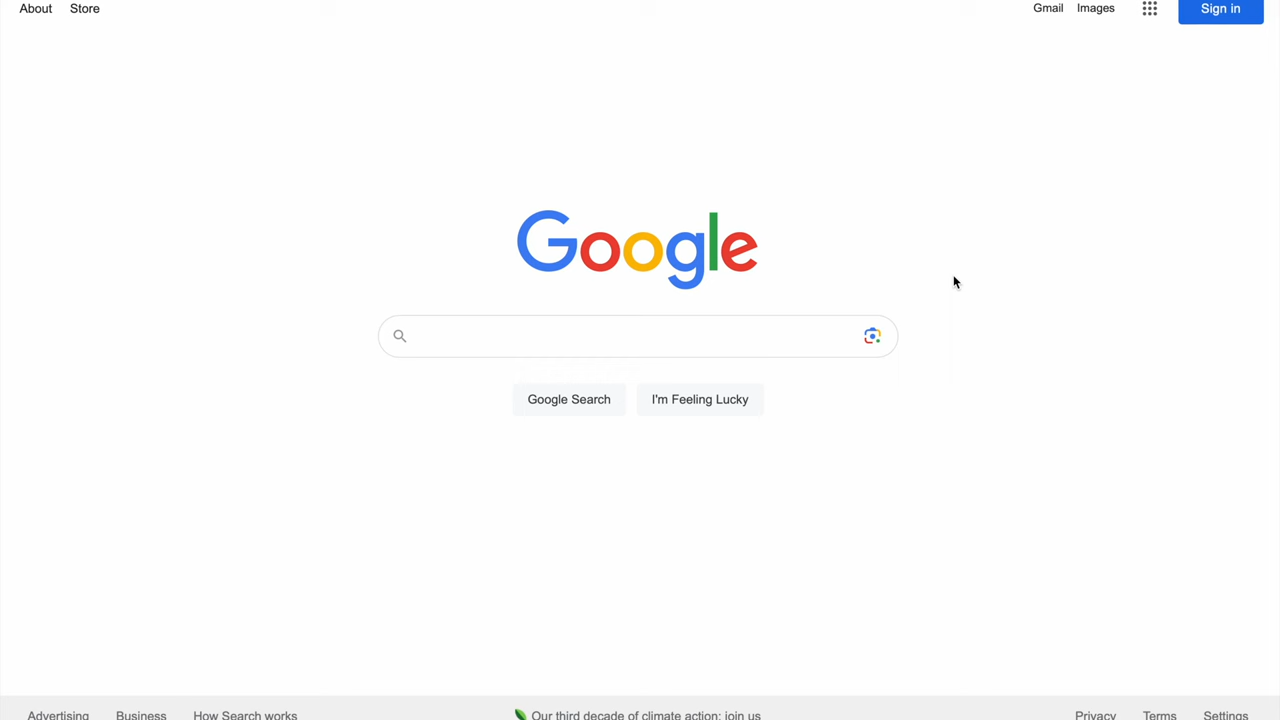 About Store Gmail Images Sign in
Google
Google Search I'm Feeling Lucky
Advertising Business How Search works Our third decade of climate action: join us Privacy Terms Settings